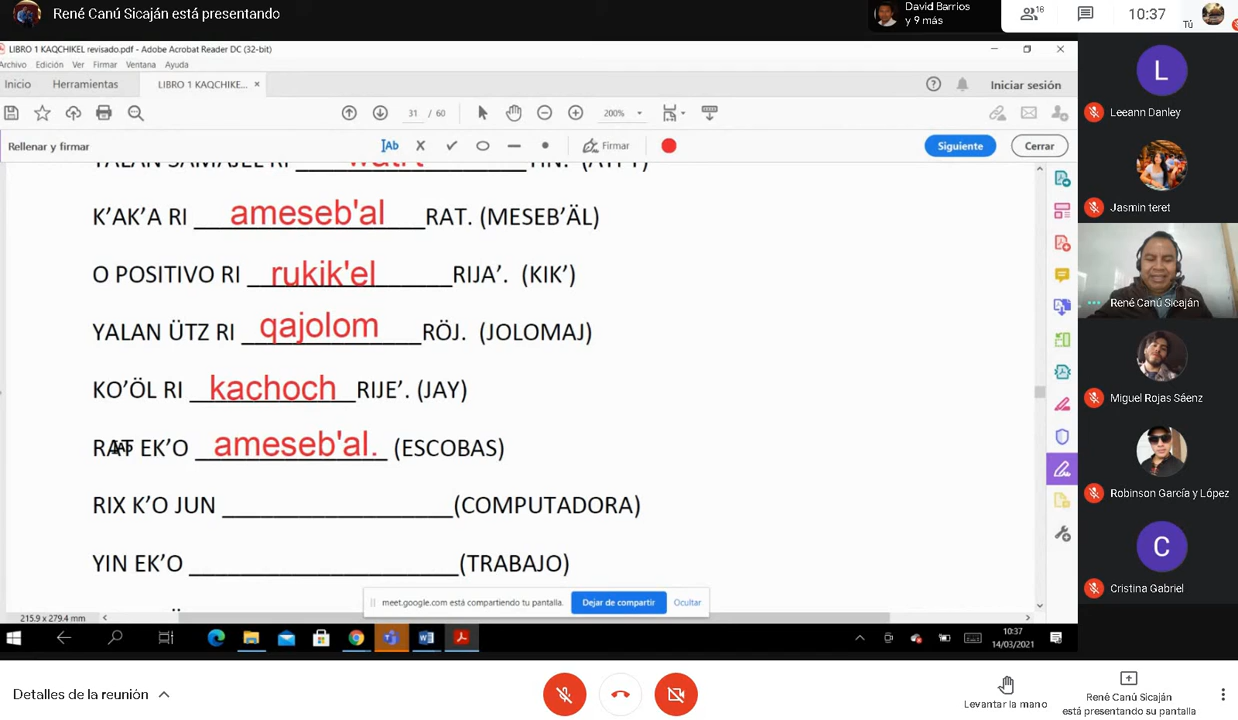 René Canú Sicaján está presentando
David Barrios
y 9 más
16
10:37
Tú
LIBRO 1 KAQCHIKEL revisado.pdf - Adobe Acrobat Reader DC (32-bit)
Archivo Edición Ver Firmar Ventana Ayuda
Inicio Herramientas LIBRO 1 KAQCHIKEL re... × Iniciar sesión
31 / 60 200%
Rellenar y firmar IAb Firmar Siguiente Cerrar
K’AK’A RI ameseb'al RAT. (MESEB’ÄL)
O POSITIVO RI rukik'el RIJA’. (KIK’)
YALAN ÜTZ RI qajolom RÖJ. (JOLOMAJ)
KO’ÖL RI kachoch RIJE’. (JAY)
RAT EK’O ameseb'al. (ESCOBAS)
RIX K’O JUN ____________________(COMPUTADORA)
YIN EK’O _______________________(TRABAJO)
meet.google.com está compartiendo tu pantalla. Dejar de compartir Ocultar
215.9 x 279.4 mm
10:37
14/03/2021
L
Leeann Danley
Jasmin teret
René Canú Sicaján
Miguel Rojas Sáenz
Robinson García y López
C
Cristina Gabriel
Detalles de la reunión
Levantar la mano
René Canú Sicaján
está presentando su pantalla